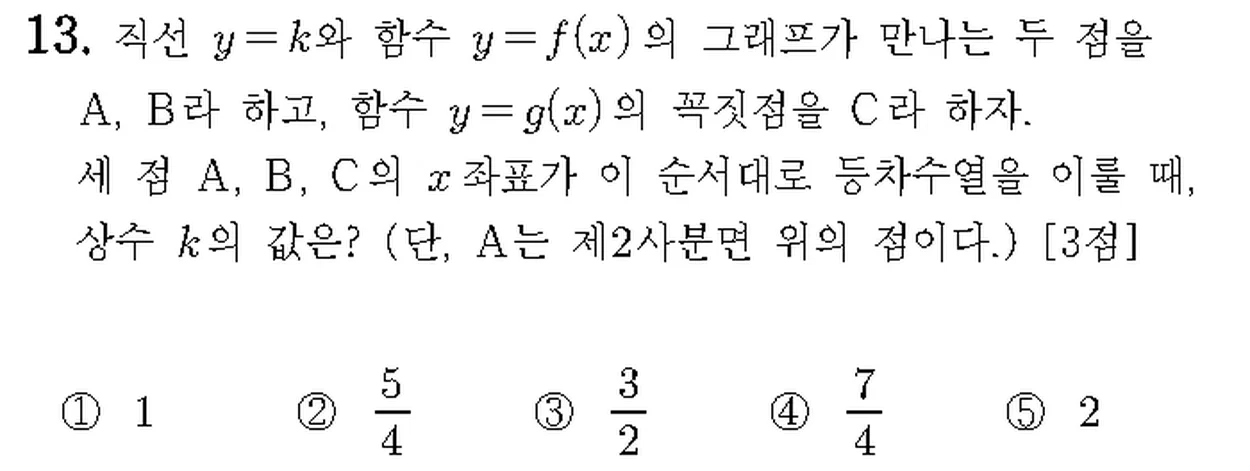 13. 직선 y=k와 함수 y=f(x)의 그래프가 만나는 두 점을
A, B라 하고, 함수 y=g(x)의 꼭짓점을 C라 하자.
세 점 A, B, C의 x좌표가 이 순서대로 등차수열을 이룰 때,
상수 k의 값은? (단, A는 제2사분면 위의 점이다.) [3점]
① 1 ② 5/4 ③ 3/2 ④ 7/4 ⑤ 2